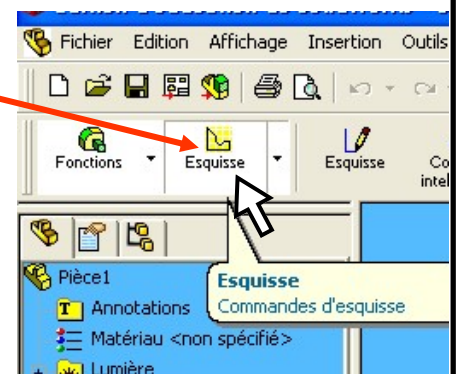 Fichier Edition Affichage Insertion Outils
Fonctions Esquisse Esquisse
Pièce1
Esquisse
Annotations
Commandes d'esquisse
Matériau <non spécifié>
Lumière